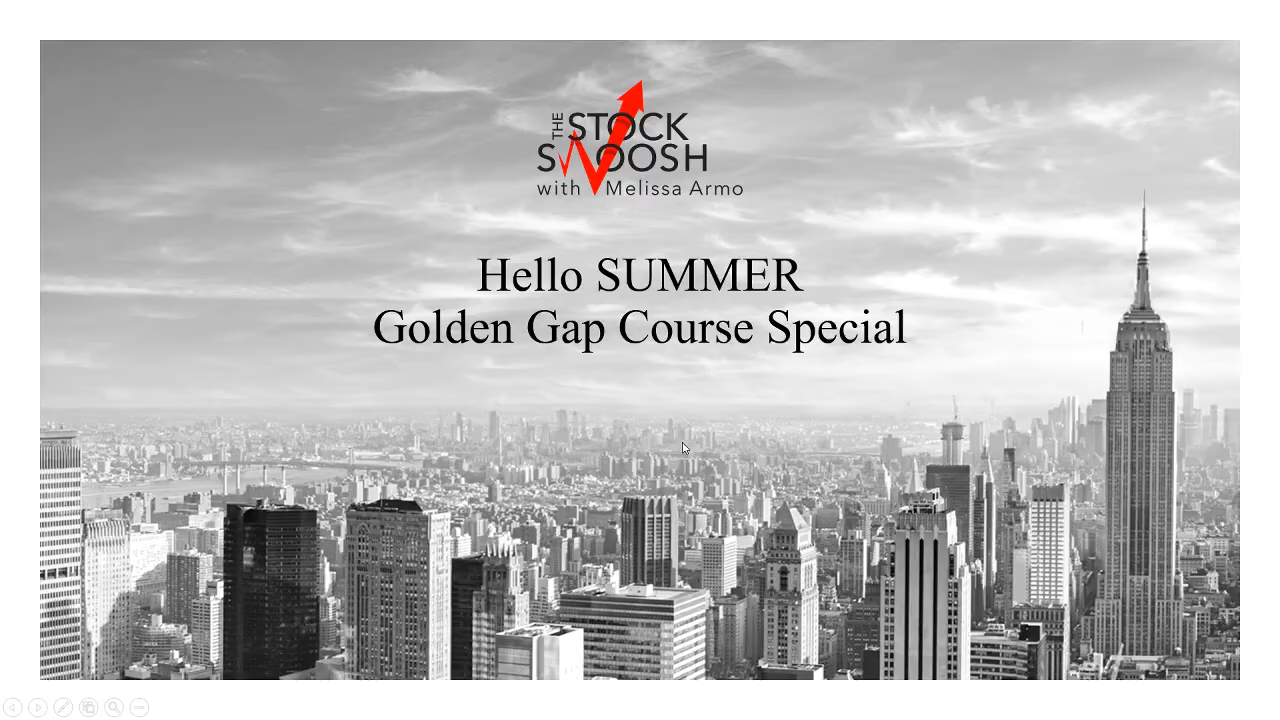 THE STOCK
SWOOSH
with Melissa Armo
Hello SUMMER
Golden Gap Course Special